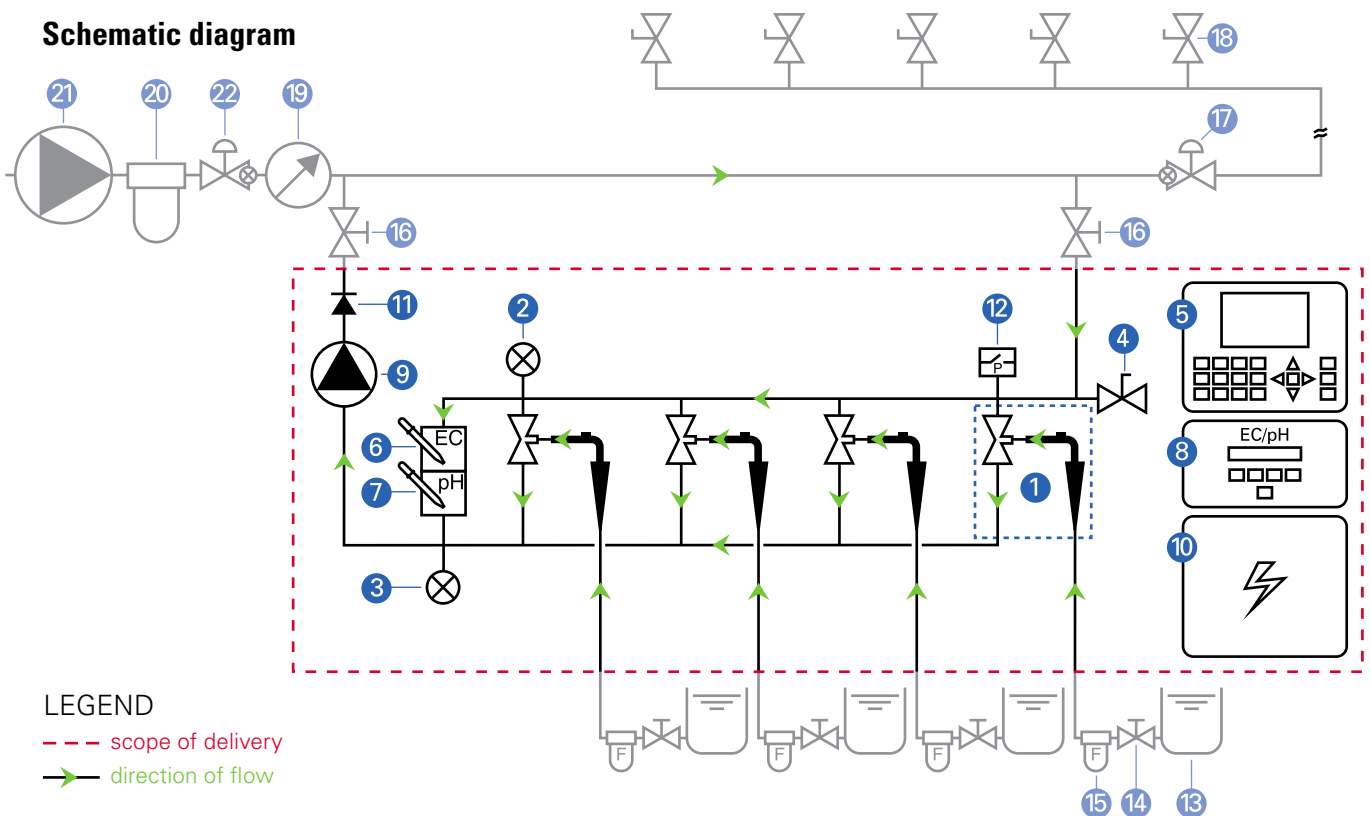 Schematic diagram
18
21
20
22
19
17
16
16
11
2
12
5
4
9
P
6
EC
8
EC/pH
7
pH
1
10
3
LEGEND
scope of delivery
direction of flow
F
F
F
F
15
14
13